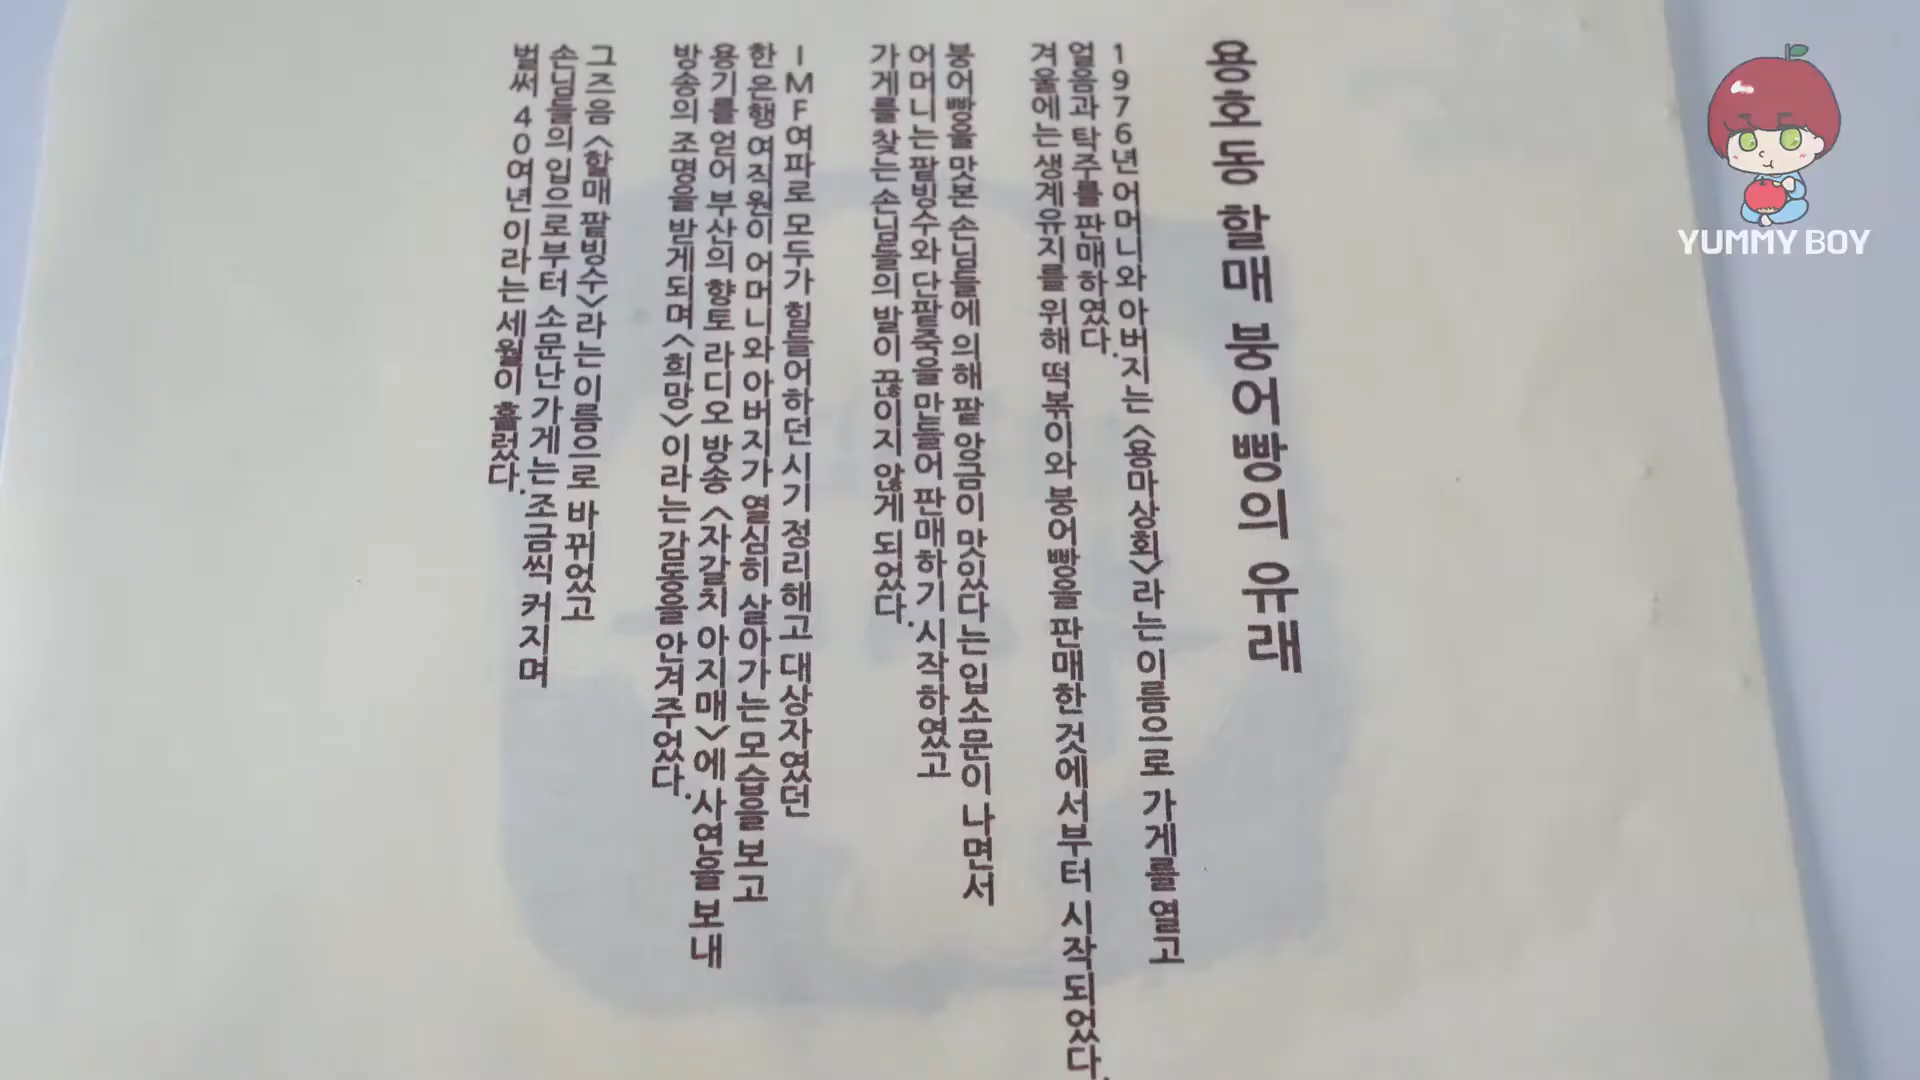 용호동 할매 붕어빵의 유래
1976년 어머니와 아버지는 <용마상회>라는 이름으로 가게를 열고
얼음과 탁주를 판매하였다.
겨울에는 생계유지를 위해 떡볶이와 붕어빵을 판매한 것에서부터 시작되었다.
붕어빵을 맛본 손님들에 의해 팥 앙금이 맛있다는 입소문이 나면서
어머니는 팥빙수와 단팥죽을 만들어 판매하기 시작하였고
가게를 찾는 손님들의 발이 끊이지 않게 되었다.
IMF여파로 모두가 힘들어하던 시기 정리해고 대상자였던
한 은행 여직원이 어머니와 아버지가 열심히 살아가는 모습을 보고
용기를 얻어 부산의 향토 라디오 방송 <자갈치 아지매>에 사연을 보내
방송의 조명을 받게되며 <희망>이라는 감동을 안겨주었다.
그즈음 <할매 팥빙수>라는 이름으로 바뀌었고
손님들의 입으로부터 소문난 가게는 조금씩 커지며
벌써 40여년 이라는 세월이 흘렀다.
YUMMY BOY